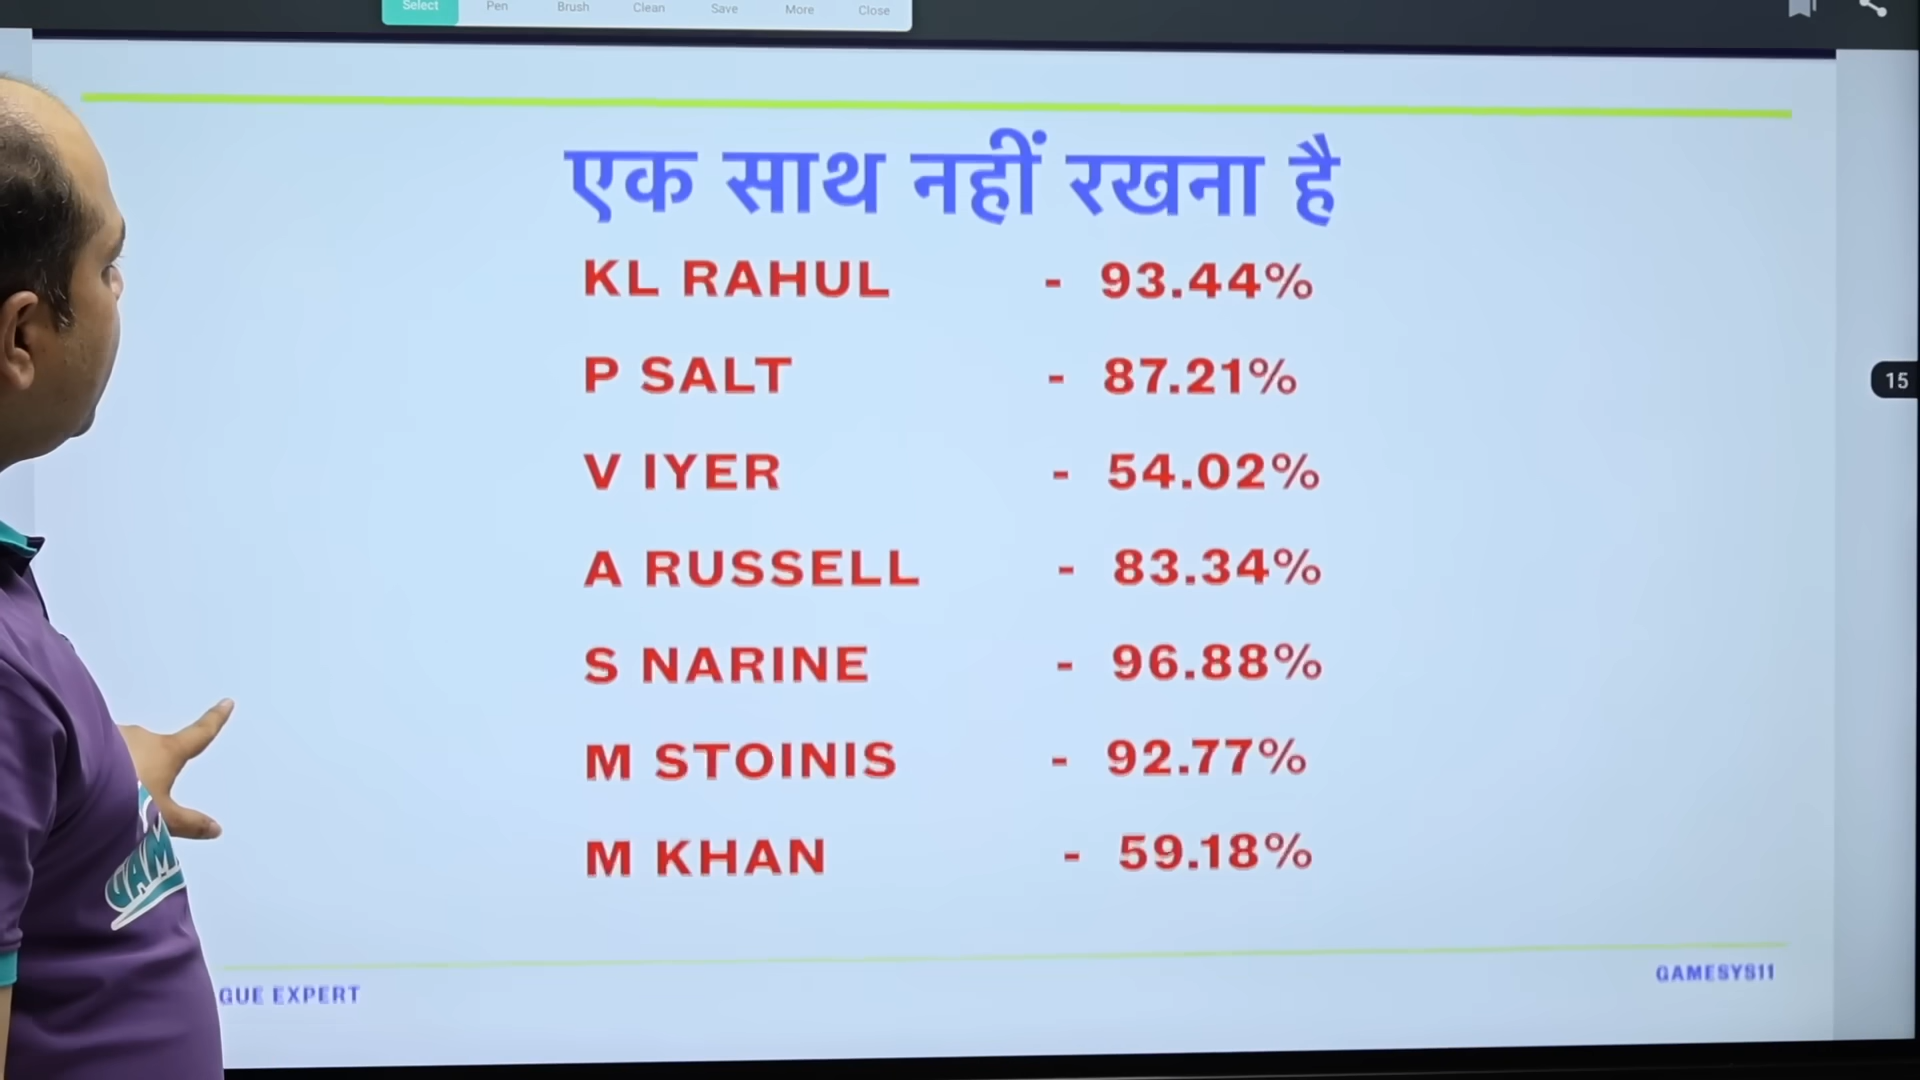 Select Pen Brush Clean Save More Close
एक साथ नहीं रखना है
KL RAHUL - 93.44%
P SALT - 87.21%
V IYER - 54.02%
A RUSSELL - 83.34%
S NARINE - 96.88%
M STOINIS - 92.77%
M KHAN - 59.18%
15
GUE EXPERT
GAMESYS11